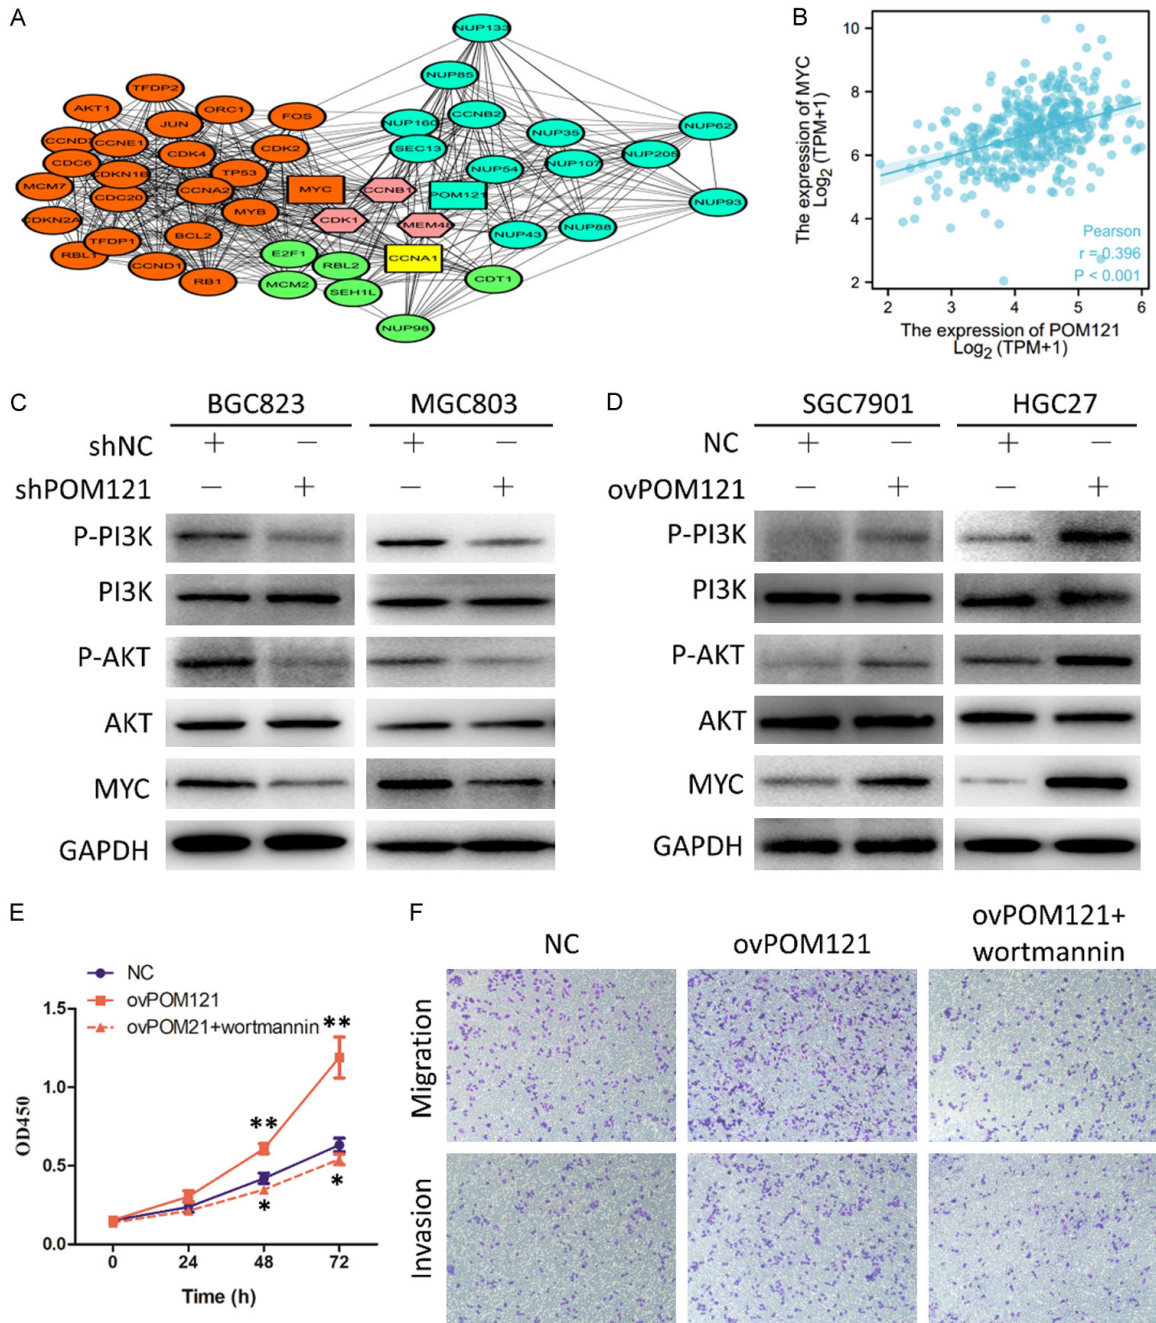 A
NUP133
NUP85
TFDP2
AKT1
ORC1
FOS
JUN
NUP160
CCNB2
NUP35
NUP62
CCNE1
CDK4
CDK2
SEC13
CDC6
CDKN1B
TP53
NUP54
NUP107
NUP205
MCM7
CCNA2
MYC
CCNB1
POM121
CDC20
CDKN2A
MYB
CDK1
NUP93
TFDP1
BCL2
NUP43
NUP88
RBL1
CCND1
E2F1
RBL2
CCNA1
RB1
MCM2
SEH1L
CDT1
NUP98
B
The expression of MYC
Log2 (TPM+1)
10
8
6
4
2
Pearson
r = 0.396
P < 0.001
2 3 4 5 6
The expression of POM121
Log2 (TPM+1)
C
BGC823 MGC803
shNC + − + −
shPOM121 − + − +
P-PI3K
PI3K
P-AKT
AKT
MYC
GAPDH
D
SGC7901 HGC27
NC + − + −
ovPOM121 − + − +
P-PI3K
PI3K
P-AKT
AKT
MYC
GAPDH
E
NC
ovPOM121
ovPOM21+wortmannin
OD450
1.5
1.0
0.5
0.0
**
**
*
*
0 24 48 72
Time (h)
F
NC ovPOM121 ovPOM121+
wortmannin
Migration
Invasion